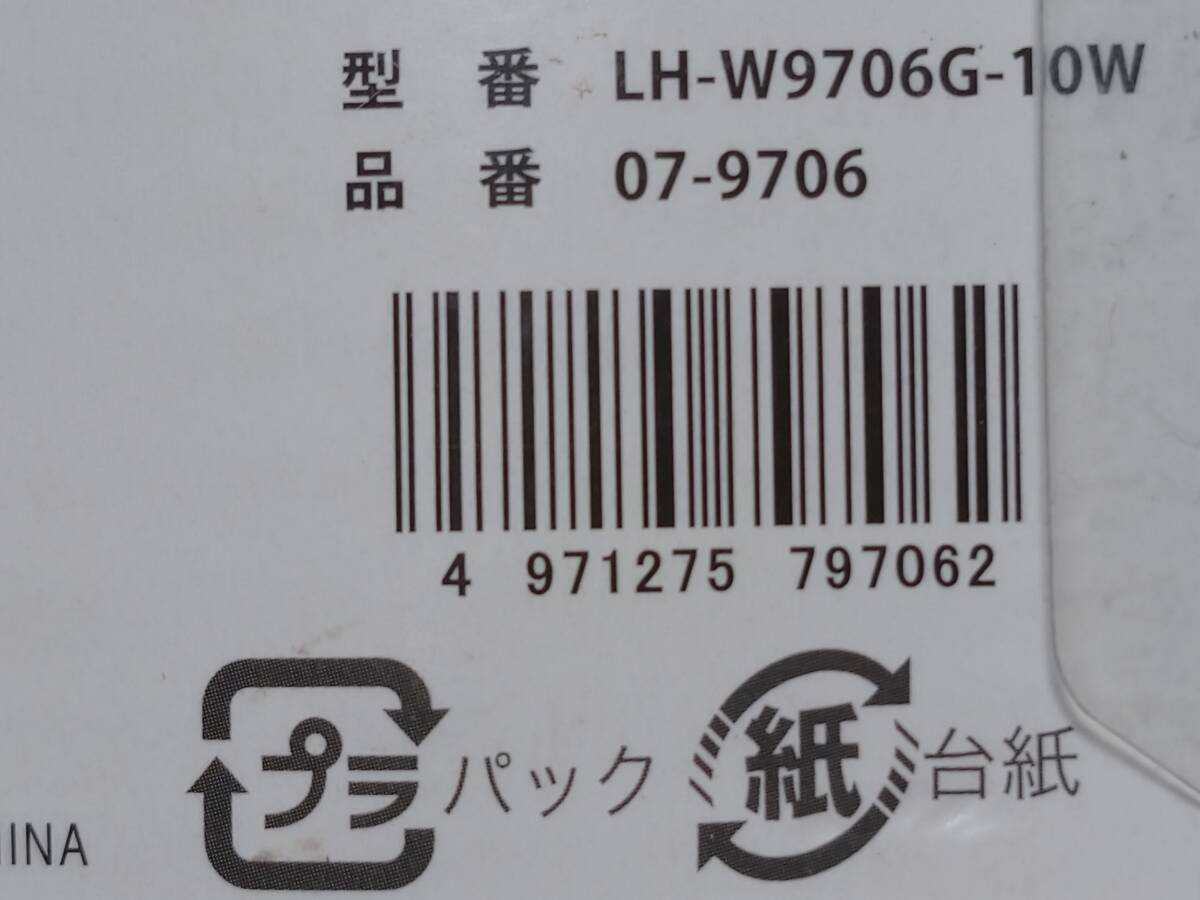 型番 LH-W9706G-10W
品番 07-9706
4 971275 797062
プラ パック 紙 台紙
INA